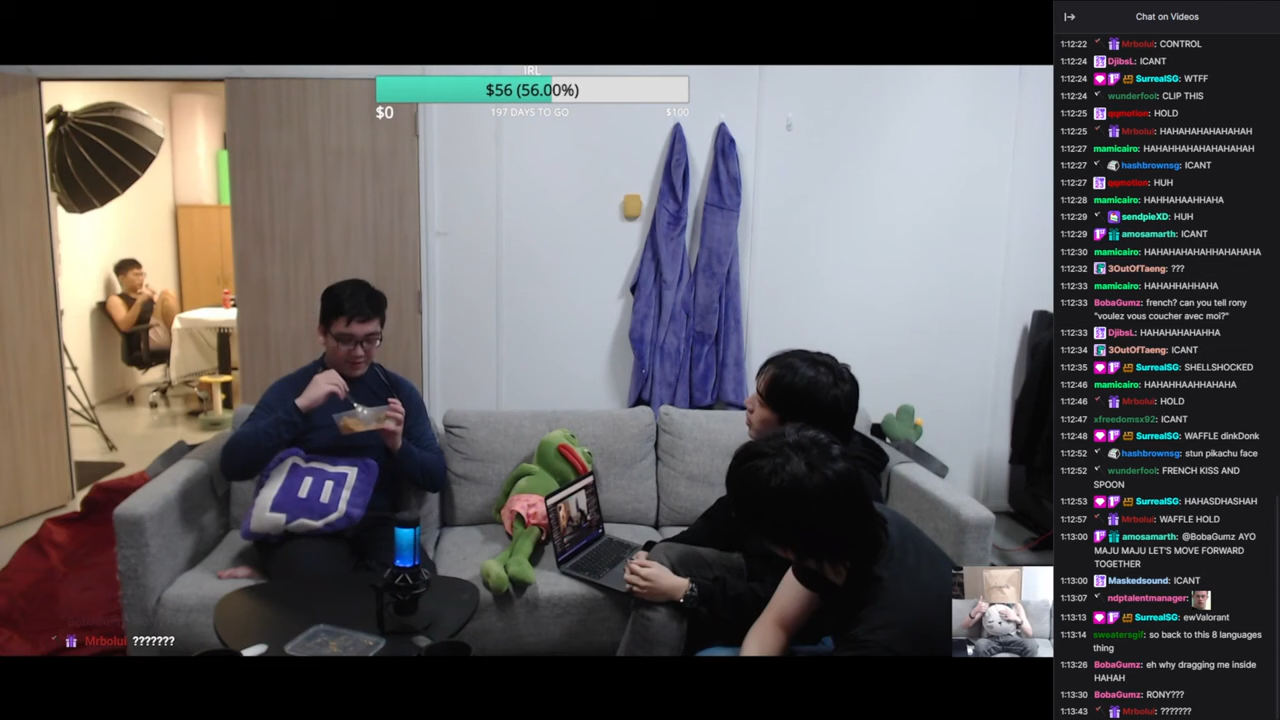 IRL
$56 (56.00%)
$0
197 DAYS TO GO
$100
Mrbolui ???????
Chat on Videos
1:12:22 Mrbolui: CONTROL
1:12:24 DjibsL: ICANT
1:12:24 SurrealSG: WTFF
1:12:24 wunderfool: CLIP THIS
1:12:25 qqmotion: HOLD
1:12:25 Mrbolui: HAHAHAHAHAHAHAH
1:12:27 mamicairo: HAHAHHAHAHAHAHAHAH
1:12:27 hashbrownsg: ICANT
1:12:27 qqmotion: HUH
1:12:28 mamicairo: HAHHAHAAHHAHA
1:12:29 sendpieXD: HUH
1:12:29 amosamarth: ICANT
1:12:30 mamicairo: HAHAHAHAHAHHAHAHAHA
1:12:32 3OutOfTaeng: ???
1:12:33 mamicairo: HAHAHHAHHAHA
1:12:33 BobaGumz: french? can you tell rony
"voulez vous coucher avec moi?"
1:12:33 DjibsL: HAHAHAHAHAHHA
1:12:34 3OutOfTaeng: ICANT
1:12:35 SurrealSG: SHELLSHOCKED
1:12:46 mamicairo: HAHAHHAAHHAHAHA
1:12:46 Mrbolui: HOLD
1:12:47 xfreedomsx92: ICANT
1:12:48 SurrealSG: WAFFLE dinkDonk
1:12:52 hashbrownsg: stun pikachu face
1:12:52 wunderfool: FRENCH KISS AND
SPOON
1:12:53 SurrealSG: HAHASDHASHAH
1:12:57 Mrbolui: WAFFLE HOLD
1:13:00 amosamarth: @BobaGumz AYO
MAJU MAJU LET'S MOVE FORWARD
TOGETHER
1:13:00 Maskedsound: ICANT
1:13:07 ndptalentmanager:
1:13:13 SurrealSG: ewValorant
1:13:14 sweatersgif: so back to this 8 languages
thing
1:13:26 BobaGumz: eh why dragging me inside
HAHAH
1:13:30 BobaGumz: RONY???
1:13:43 Mrbolui: ???????